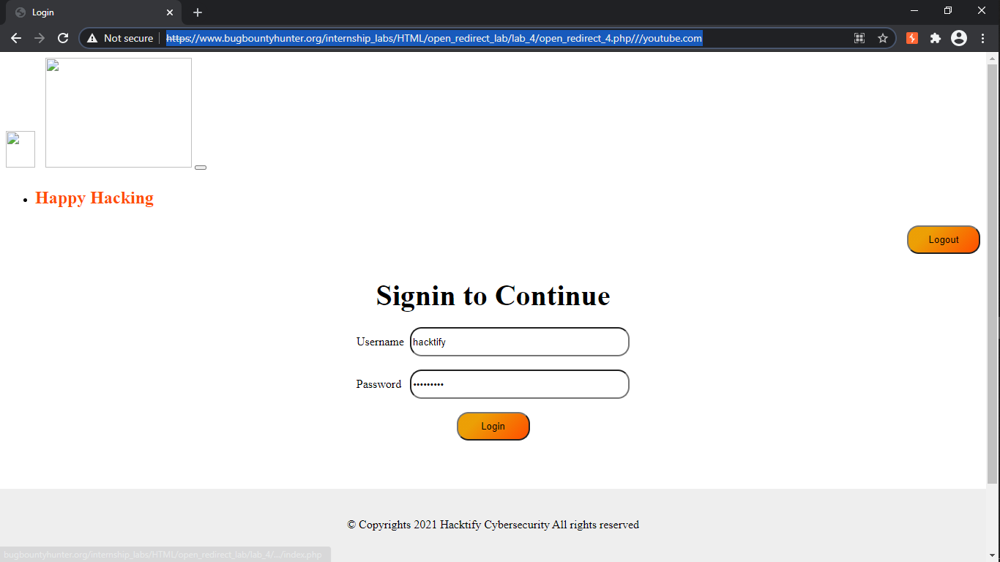 Login
Not secure
https://www.bugbountyhunter.org/internship_labs/HTML/open_redirect_lab/lab_4/open_redirect_4.php///youtube.com
Happy Hacking
Logout
Signin to Continue
Username hacktify
Password •••••••••
Login
© Copyrights 2021 Hacktify Cybersecurity All rights reserved
bugbountyhunter.org/internship_labs/HTML/open_redirect_lab/lab_4/.../index.php